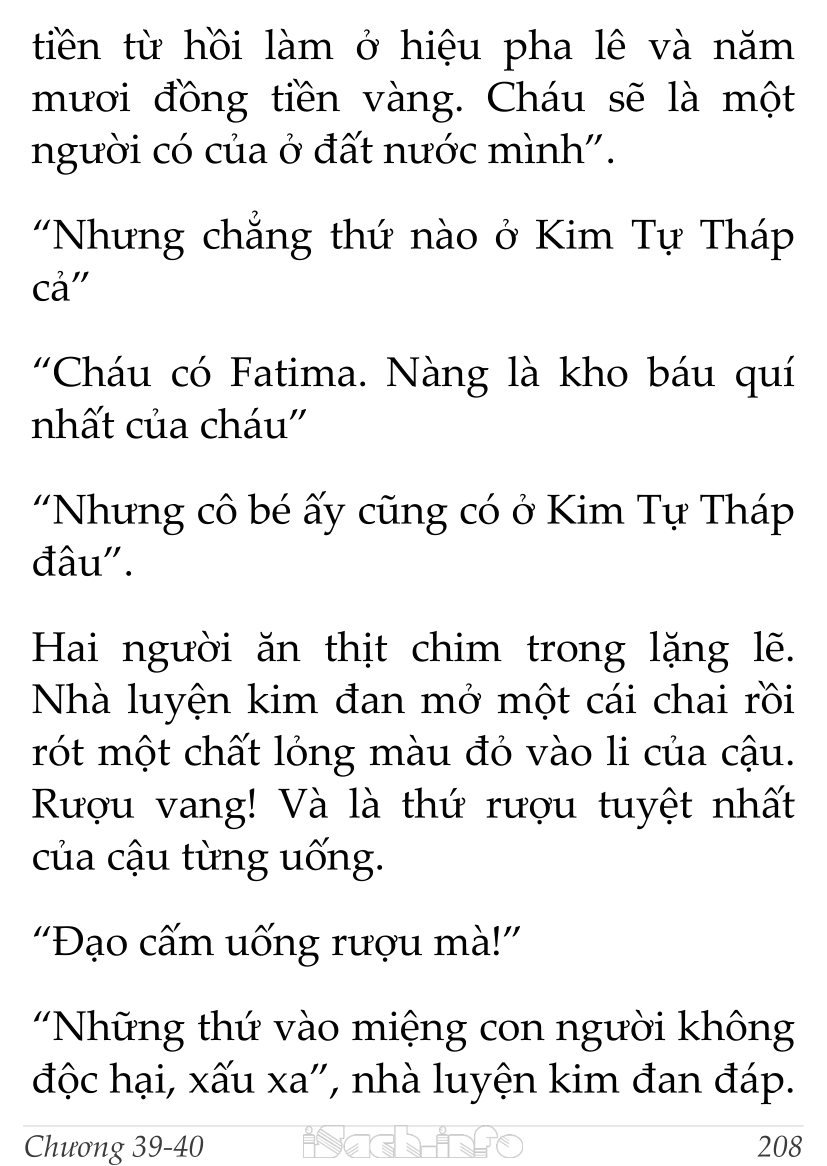 tiền từ hồi làm ở hiệu pha lê và năm
mươi đồng tiền vàng. Cháu sẽ là một
người có của ở đất nước mình”.
“Nhưng chẳng thứ nào ở Kim Tự Tháp
cả”
“Cháu có Fatima. Nàng là kho báu quí
nhất của cháu”
“Nhưng cô bé ấy cũng có ở Kim Tự Tháp
đâu”.
Hai người ăn thịt chim trong lặng lẽ.
Nhà luyện kim đan mở một cái chai rồi
rót một chất lỏng màu đỏ vào li của cậu.
Rượu vang! Và là thứ rượu tuyệt nhất
của cậu từng uống.
“Đạo cấm uống rượu mà!”
“Những thứ vào miệng con người không
độc hại, xấu xa”, nhà luyện kim đan đáp.
Chương 39-40 iSach.info 208